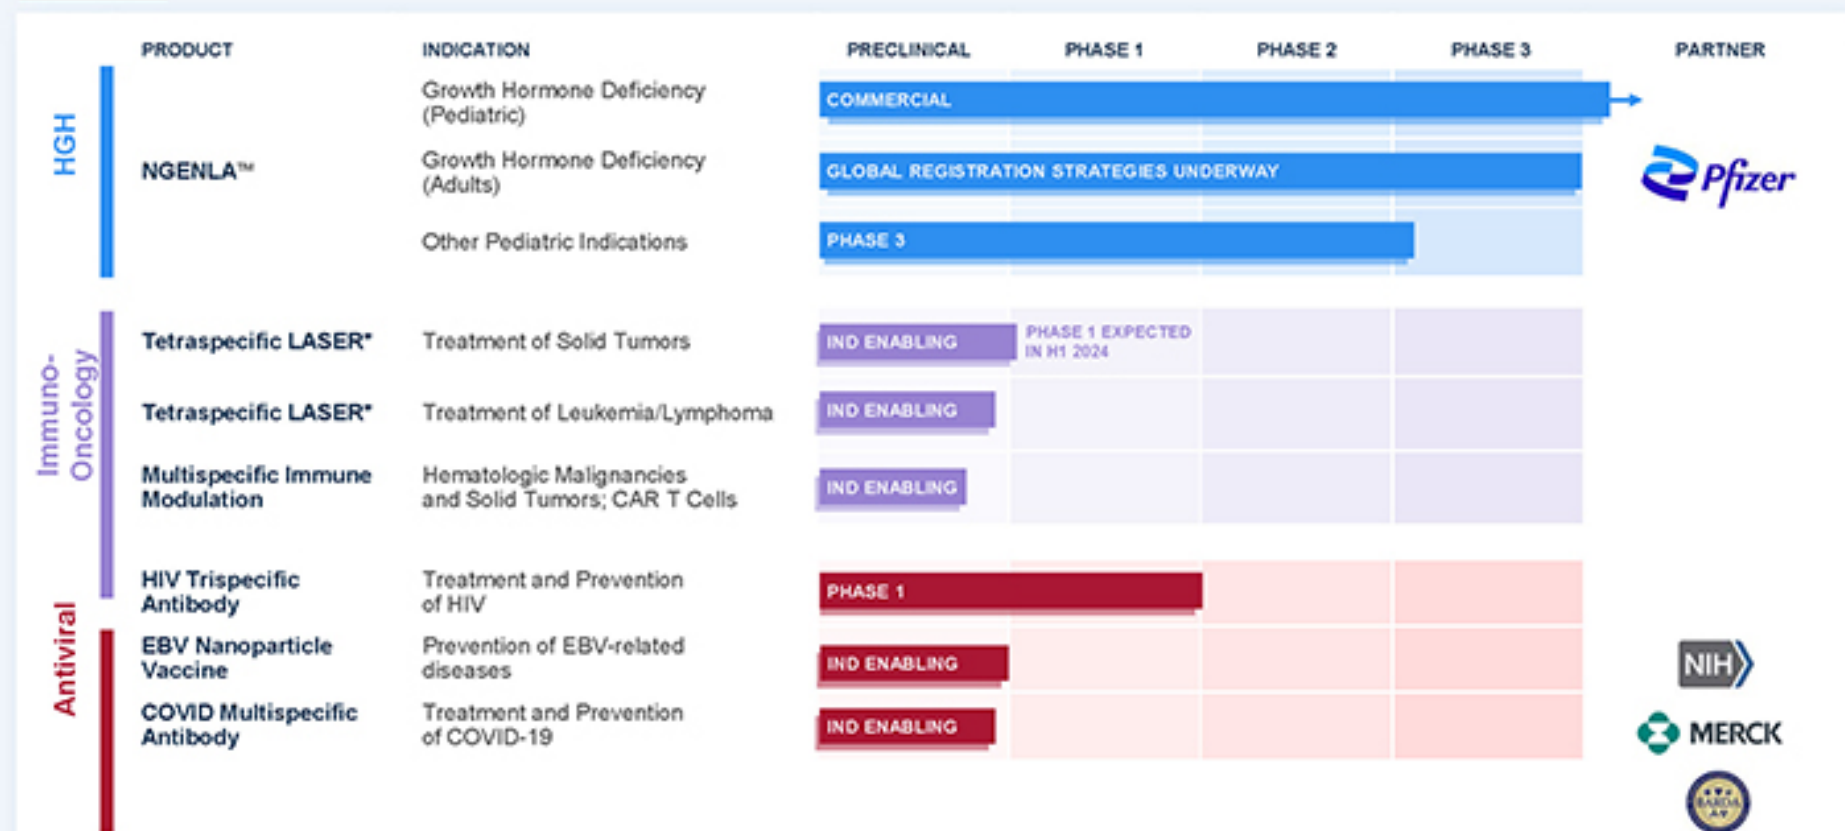 PRODUCT INDICATION PRECLINICAL PHASE 1 PHASE 2 PHASE 3 PARTNER
HGH
NGENLA™
Growth Hormone Deficiency
(Pediatric)
COMMERCIAL
Growth Hormone Deficiency
(Adults)
GLOBAL REGISTRATION STRATEGIES UNDERWAY
Pfizer
Other Pediatric Indications
PHASE 3
Immuno-
Oncology
Tetraspecific LASER*
Treatment of Solid Tumors
IND ENABLING
PHASE 1 EXPECTED
IN H1 2024
Tetraspecific LASER*
Treatment of Leukemia/Lymphoma
IND ENABLING
Multispecific Immune
Modulation
Hematologic Malignancies
and Solid Tumors; CAR T Cells
IND ENABLING
Antiviral
HIV Trispecific
Antibody
Treatment and Prevention
of HIV
PHASE 1
EBV Nanoparticle
Vaccine
Prevention of EBV-related
diseases
IND ENABLING
NIH
COVID Multispecific
Antibody
Treatment and Prevention
of COVID-19
IND ENABLING
MERCK
BARDA